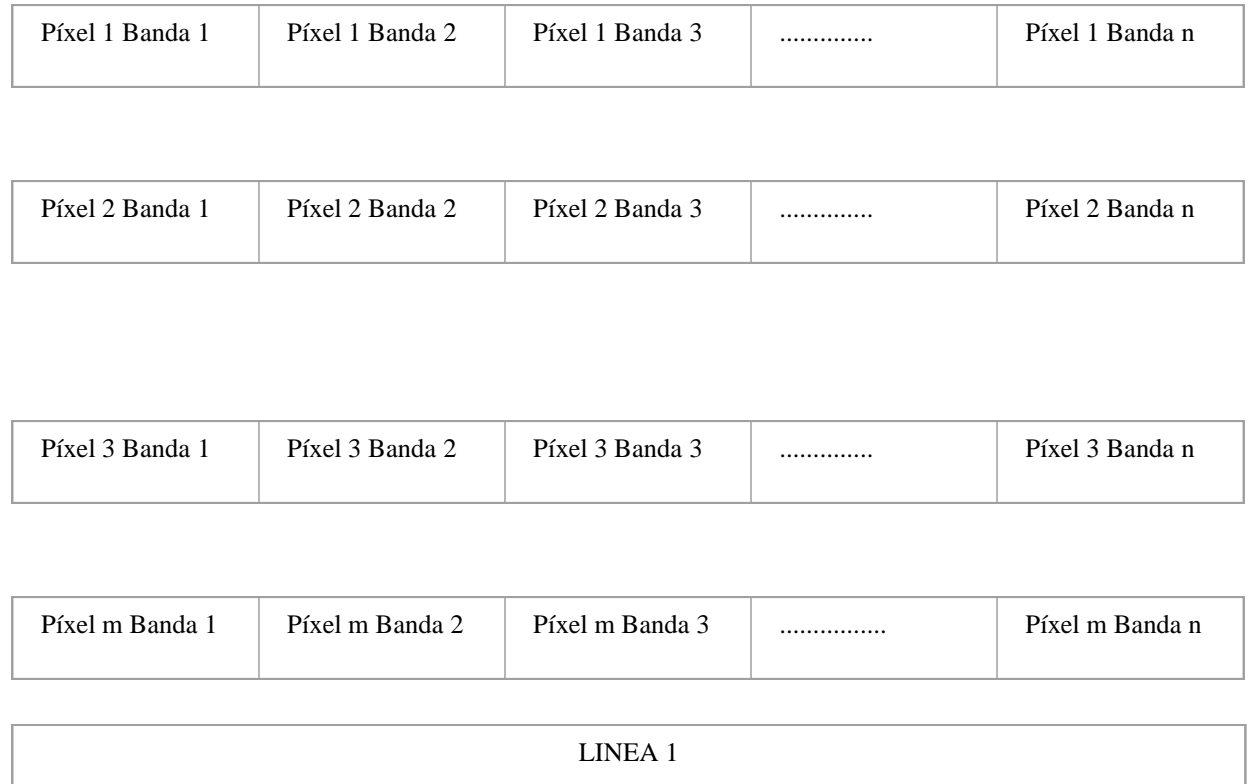 Píxel 1 Banda 1 Píxel 1 Banda 2 Píxel 1 Banda 3 .............. Píxel 1 Banda n
Píxel 2 Banda 1 Píxel 2 Banda 2 Píxel 2 Banda 3 .............. Píxel 2 Banda n
Píxel 3 Banda 1 Píxel 3 Banda 2 Píxel 3 Banda 3 .............. Píxel 3 Banda n
Píxel m Banda 1 Píxel m Banda 2 Píxel m Banda 3 ................ Píxel m Banda n
LINEA 1